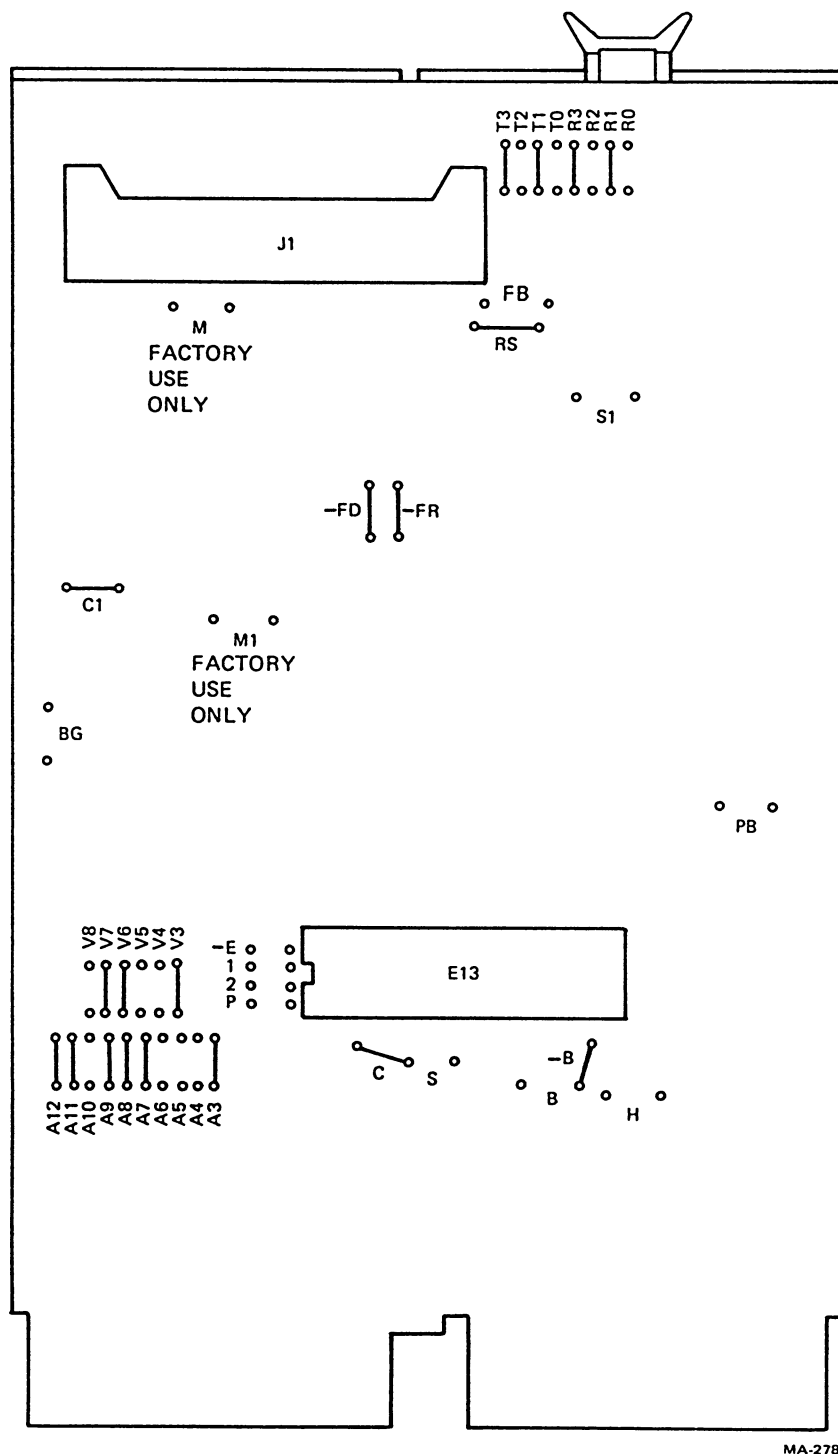 T3
T2
T1
T0
R3
R2
R1
R0
J1
FB
RS
M
FACTORY
USE
ONLY
S1
−FD
−FR
C1
M1
FACTORY
USE
ONLY
BG
PB
V8
V7
V6
V5
V4
V3
−E
1
2
P
E13
C
S
−B
B
H
A12
A11
A10
A9
A8
A7
A6
A5
A4
A3
MA-278